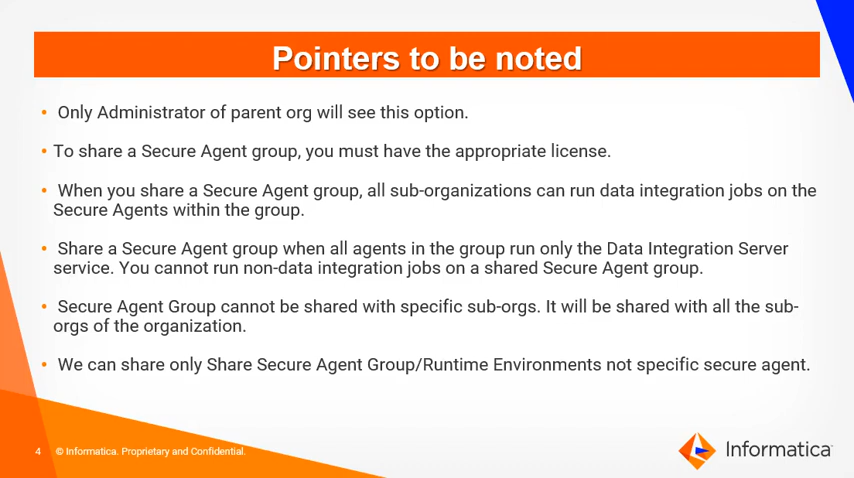 Pointers to be noted
• Only Administrator of parent org will see this option.
• To share a Secure Agent group, you must have the appropriate license.
• When you share a Secure Agent group, all sub-organizations can run data integration jobs on the
Secure Agents within the group.
• Share a Secure Agent group when all agents in the group run only the Data Integration Server
service. You cannot run non-data integration jobs on a shared Secure Agent group.
• Secure Agent Group cannot be shared with specific sub-orgs. It will be shared with all the sub-
orgs of the organization.
• We can share only Share Secure Agent Group/Runtime Environments not specific secure agent.
4 © Informatica. Proprietary and Confidential.
Informatica